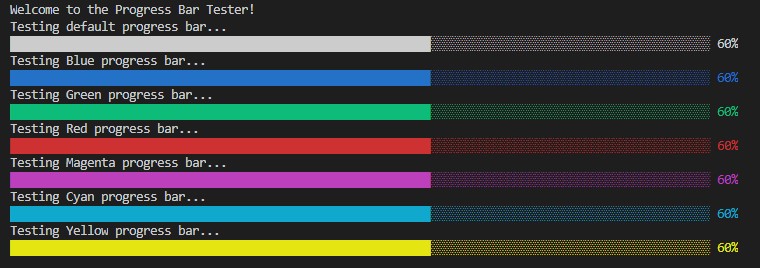 Welcome to the Progress Bar Tester!
Testing default progress bar...
60%
Testing Blue progress bar...
60%
Testing Green progress bar...
60%
Testing Red progress bar...
60%
Testing Magenta progress bar...
60%
Testing Cyan progress bar...
60%
Testing Yellow progress bar...
60%